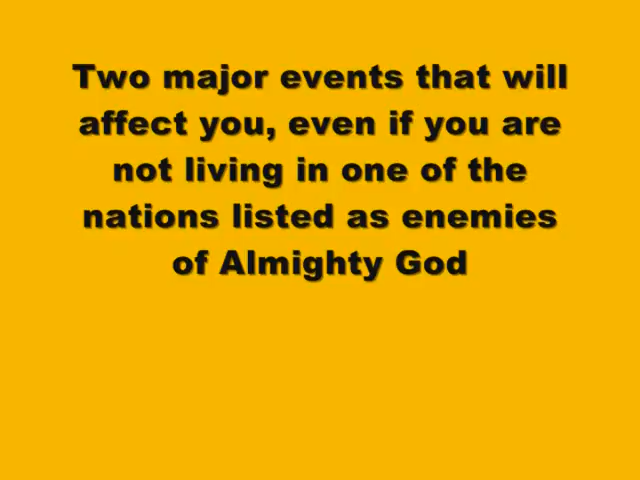 Two major events that will
affect you, even if you are
not living in one of the
nations listed as enemies
of Almighty God